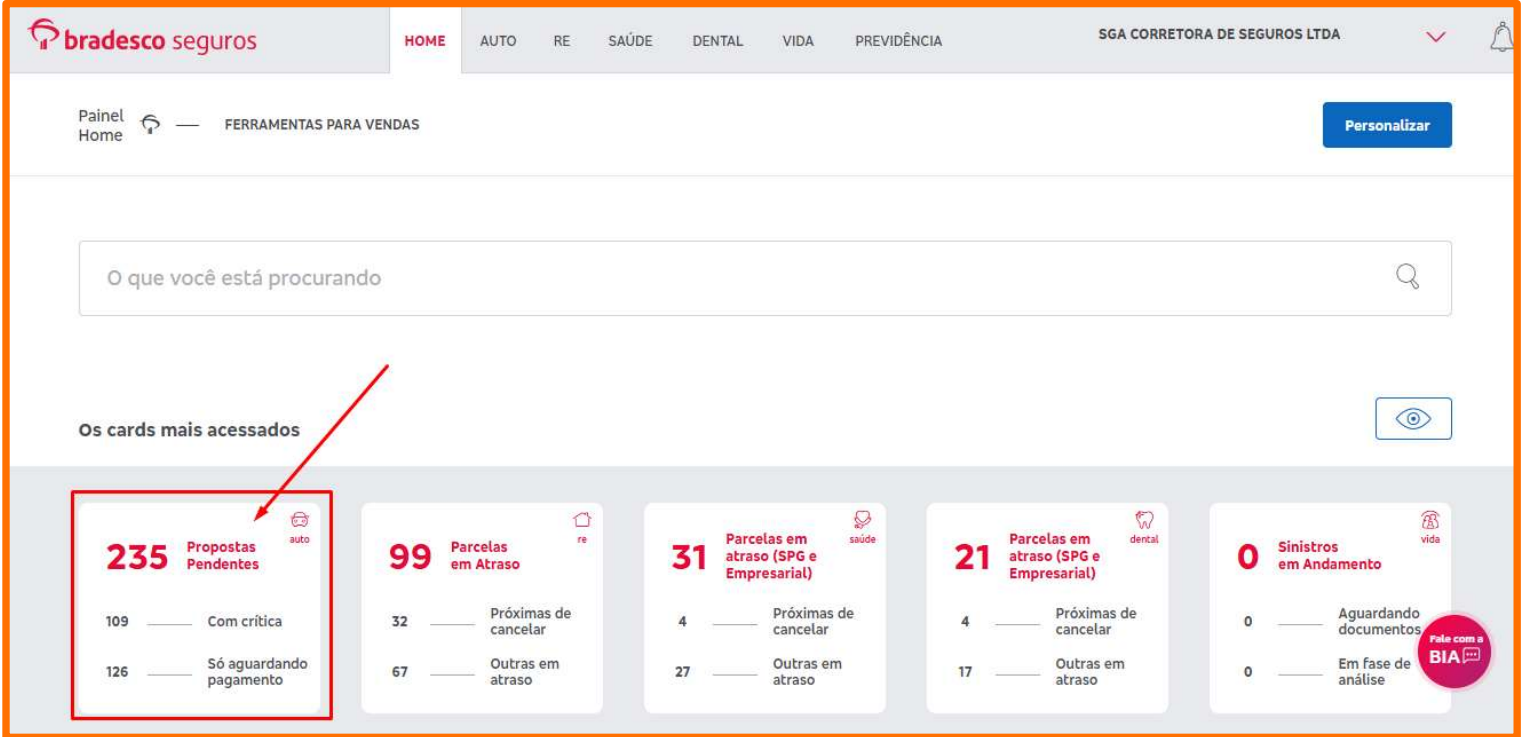 bradesco seguros
HOME AUTO RE SAÚDE DENTAL VIDA PREVIDÊNCIA
SGA CORRETORA DE SEGUROS LTDA
Painel
Home
FERRAMENTAS PARA VENDAS
Personalizar
O que você está procurando
Os cards mais acessados
auto
235 Propostas
Pendentes
109 Com crítica
126 Só aguardando
pagamento
re
99 Parcelas
em Atraso
32 Próximas de
cancelar
67 Outras em
atraso
saúde
31 Parcelas em
atraso (SPG e
Empresarial)
4 Próximas de
cancelar
27 Outras em
atraso
dental
21 Parcelas em
atraso (SPG e
Empresarial)
4 Próximas de
cancelar
17 Outras em
atraso
vida
0 Sinistros
em Andamento
0 Aguardando
documentos
0 Em fase de
análise
Fale com a
BIA